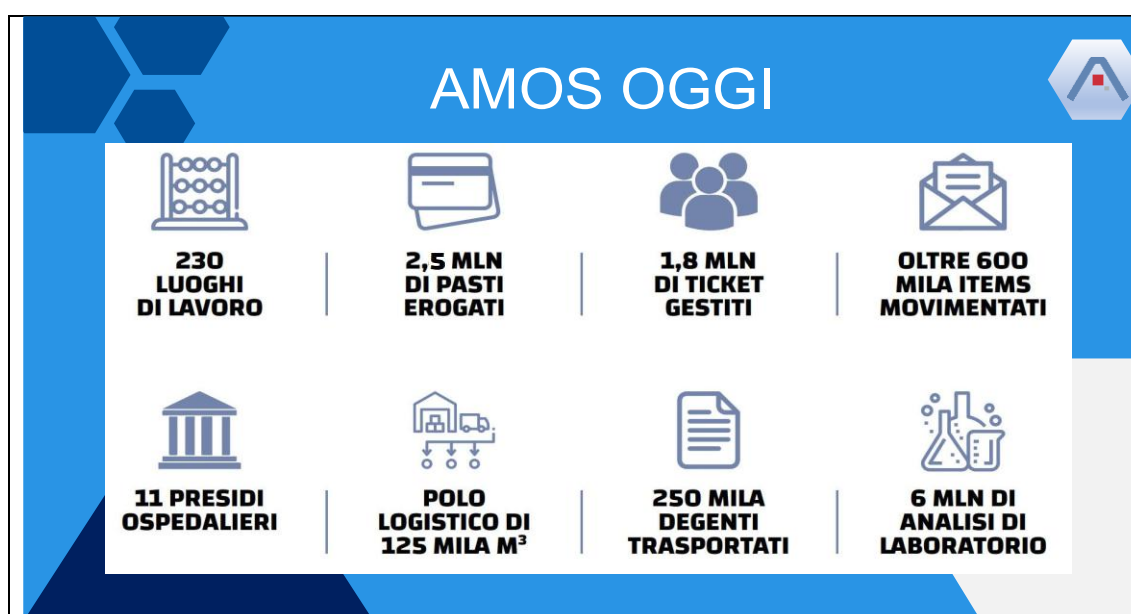 AMOS OGGI
230
LUOGHI
DI LAVORO
2,5 MLN
DI PASTI
EROGATI
1,8 MLN
DI TICKET
GESTITI
OLTRE 600
MILA ITEMS
MOVIMENTATI
11 PRESIDI
OSPEDALIERI
POLO
LOGISTICO DI
125 MILA M³
250 MILA
DEGENTI
TRASPORTATI
6 MLN DI
ANALISI DI
LABORATORIO